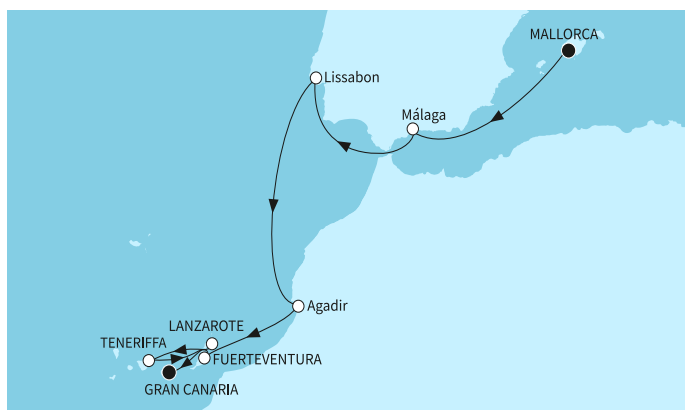 MALLORCA
Lissabon
Málaga
Agadir
LANZAROTE
TENERIFFA
FUERTEVENTURA
GRAN CANARIA